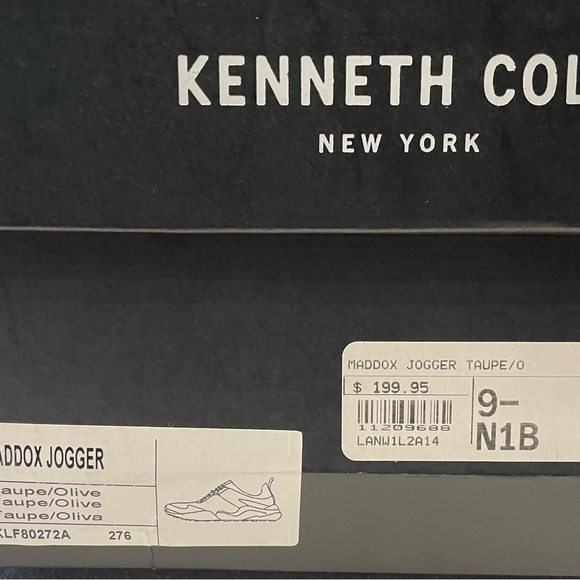 KENNETH COL
NEW YORK
MADDOX JOGGER TAUPE/O
$ 199.95
11209688
LANW1L2A14
9-
N1B
ADDOX JOGGER
aupe/Olive
aupe/Olive
Taupe/Oliva
KLF80272A 276